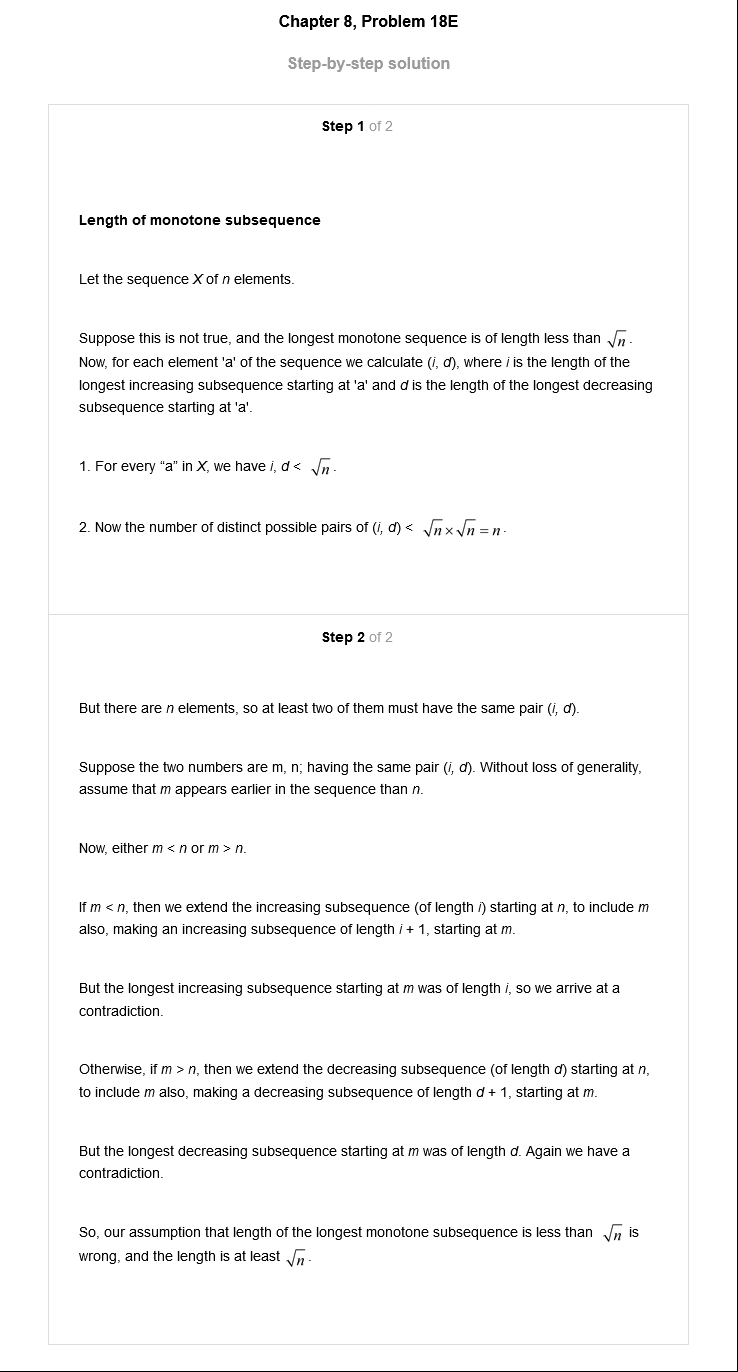 Chapter 8, Problem 18E
Step-by-step solution
Step 1 of 2
Length of monotone subsequence
Let the sequence X of n elements.
Suppose this is not true, and the longest monotone sequence is of length less than √n.
Now, for each element 'a' of the sequence we calculate (i, d), where i is the length of the
longest increasing subsequence starting at 'a' and d is the length of the longest decreasing
subsequence starting at 'a'.
1. For every “a” in X, we have i, d < √n.
2. Now the number of distinct possible pairs of (i, d) < √n×√n = n.
Step 2 of 2
But there are n elements, so at least two of them must have the same pair (i, d).
Suppose the two numbers are m, n; having the same pair (i, d). Without loss of generality,
assume that m appears earlier in the sequence than n.
Now, either m < n or m > n.
If m < n, then we extend the increasing subsequence (of length i) starting at n, to include m
also, making an increasing subsequence of length i + 1, starting at m.
But the longest increasing subsequence starting at m was of length i, so we arrive at a
contradiction.
Otherwise, if m > n, then we extend the decreasing subsequence (of length d) starting at n,
to include m also, making a decreasing subsequence of length d + 1, starting at m.
But the longest decreasing subsequence starting at m was of length d. Again we have a
contradiction.
So, our assumption that length of the longest monotone subsequence is less than √n is
wrong, and the length is at least √n.